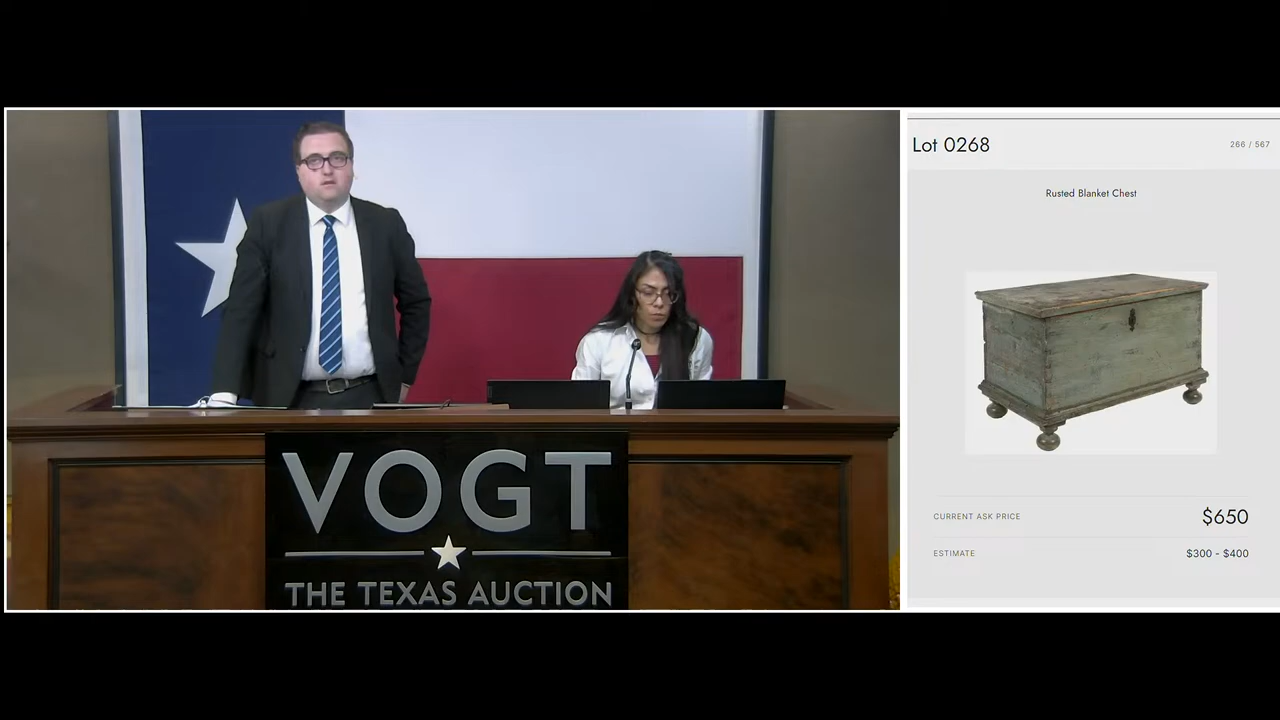 VOGT
THE TEXAS AUCTION
Lot 0268
266 / 567
Rusted Blanket Chest
CURRENT ASK PRICE
$650
ESTIMATE
$300 - $400